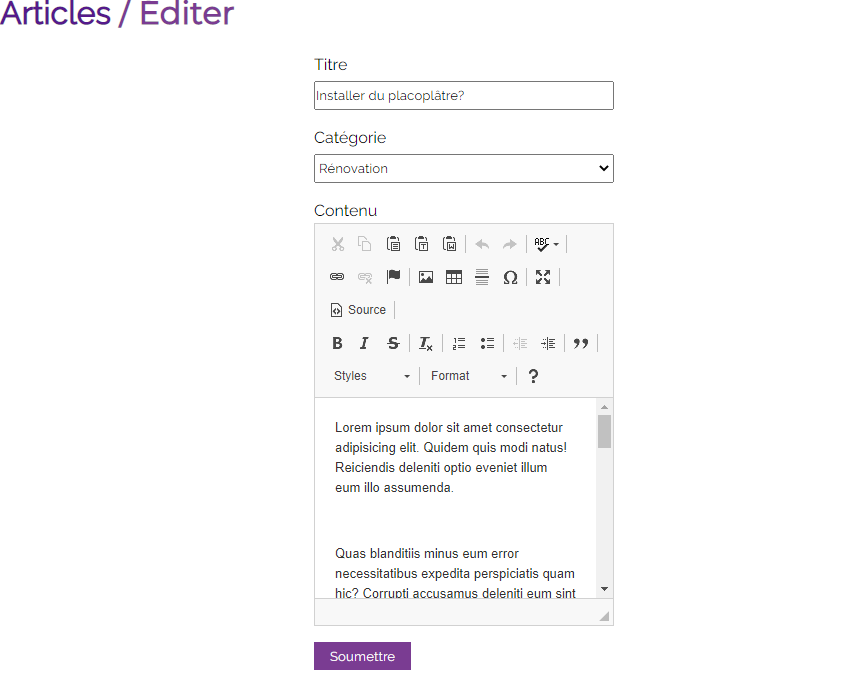 Articles / Editer
Titre
Installer du placoplâtre?
Catégorie
Rénovation
Contenu
ABC
Source
Styles
Format
Lorem ipsum dolor sit amet consectetur
adipisicing elit. Quidem quis modi natus!
Reiciendis deleniti optio eveniet illum
eum illo assumenda.
Quas blanditiis minus eum error
necessitatibus expedita perspiciatis quam
hic? Corrupti accusamus deleniti eum sint
Soumettre